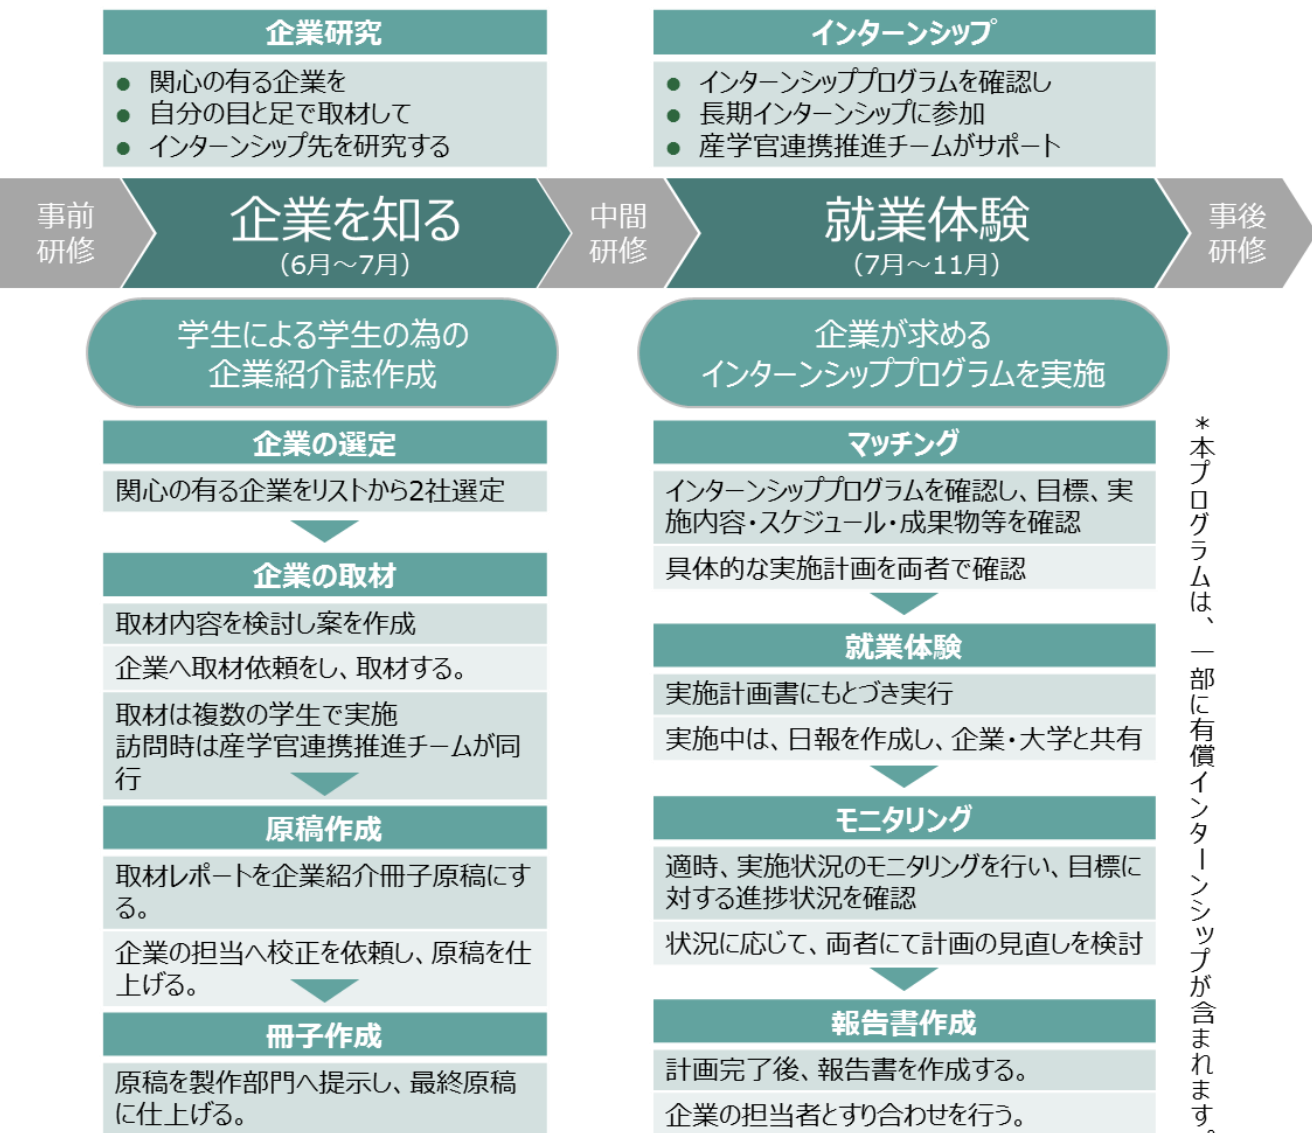 企業研究
● 関心の有る企業を
● 自分の目と足で取材して
● インターンシップ先を研究する
インターンシップ
● インターンシッププログラムを確認し
● 長期インターンシップに参加
● 産学官連携推進チームがサポート
事前
研修
企業を知る
（6月～7月）
中間
研修
就業体験
（7月～11月）
事後
研修
学生による学生の為の
企業紹介誌作成
企業の選定
関心の有る企業をリストから2社選定
企業の取材
取材内容を検討し案を作成
企業へ取材依頼をし、取材する。
取材は複数の学生で実施
訪問時は産学官連携推進チームが同
行
原稿作成
取材レポートを企業紹介冊子原稿にす
る。
企業の担当へ校正を依頼し、原稿を仕
上げる。
冊子作成
原稿を製作部門へ提示し、最終原稿
に仕上げる。
企業が求める
インターンシッププログラムを実施
マッチング
インターンシッププログラムを確認し、目標、実
施内容・スケジュール・成果物等を確認
具体的な実施計画を両者で確認
就業体験
実施計画書にもとづき実行
実施中は、日報を作成し、企業・大学と共有
モニタリング
適時、実施状況のモニタリングを行い、目標に
対する進捗状況を確認
状況に応じて、両者にて計画の見直しを検討
報告書作成
計画完了後、報告書を作成する。
企業の担当者とすり合わせを行う。
＊本プログラムは、一部に有償インターンシップが含まれます。